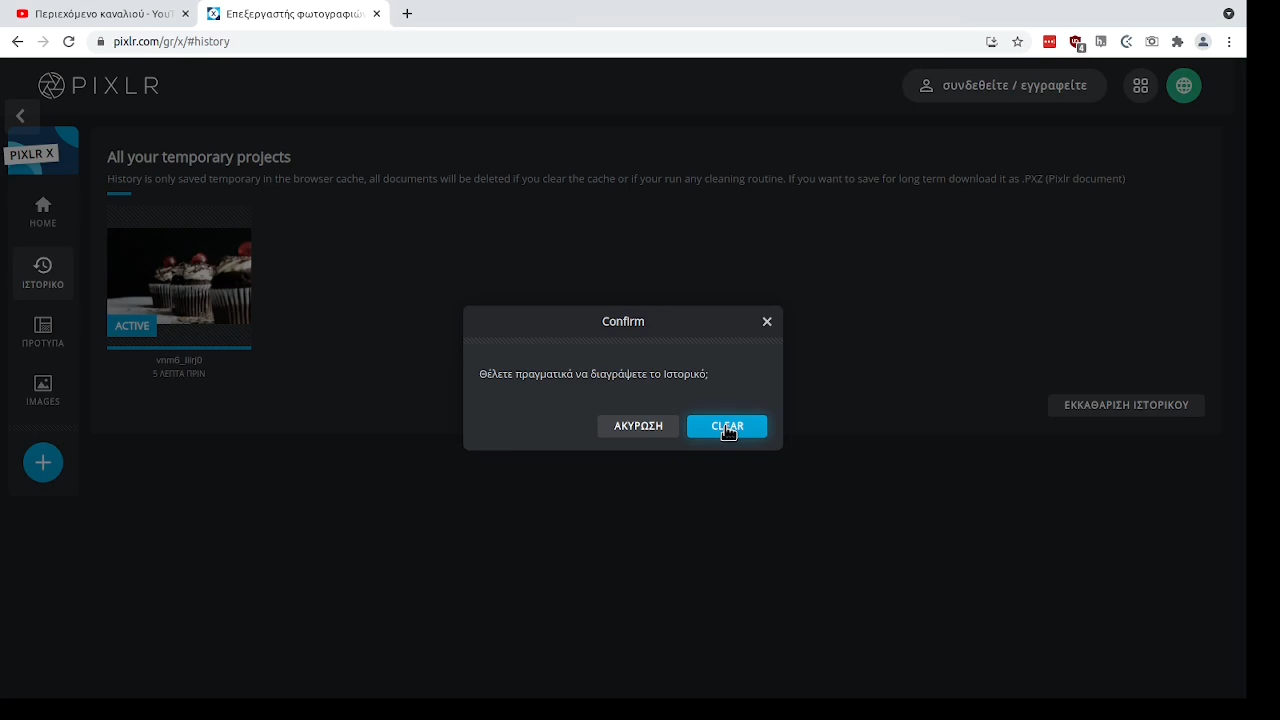 Περιεχόμενο καναλιού - YouT
Επεξεργαστής φωτογραφιών
pixlr.com/gr/x/#history
4
PIXLR
συνδεθείτε / εγγραφείτε
PIXLR X
All your temporary projects
History is only saved temporary in the browser cache, all documents will be deleted if you clear the cache or if your run any cleaning routine. If you want to save for long term download it as .PXZ (Pixlr document)
HOME
ΙΣΤΟΡΙΚΟ
ΠΡΟΤΥΠΑ
IMAGES
ACTIVE
5 ΛΕΠΤΑ ΠΡΙΝ
Confirm
Θέλετε πραγματικά να διαγράψετε το Ιστορικό;
ΑΚΥΡΩΣΗ
CLEAR
ΕΚΚΑΘΑΡΙΣΗ ΙΣΤΟΡΙΚΟΥ